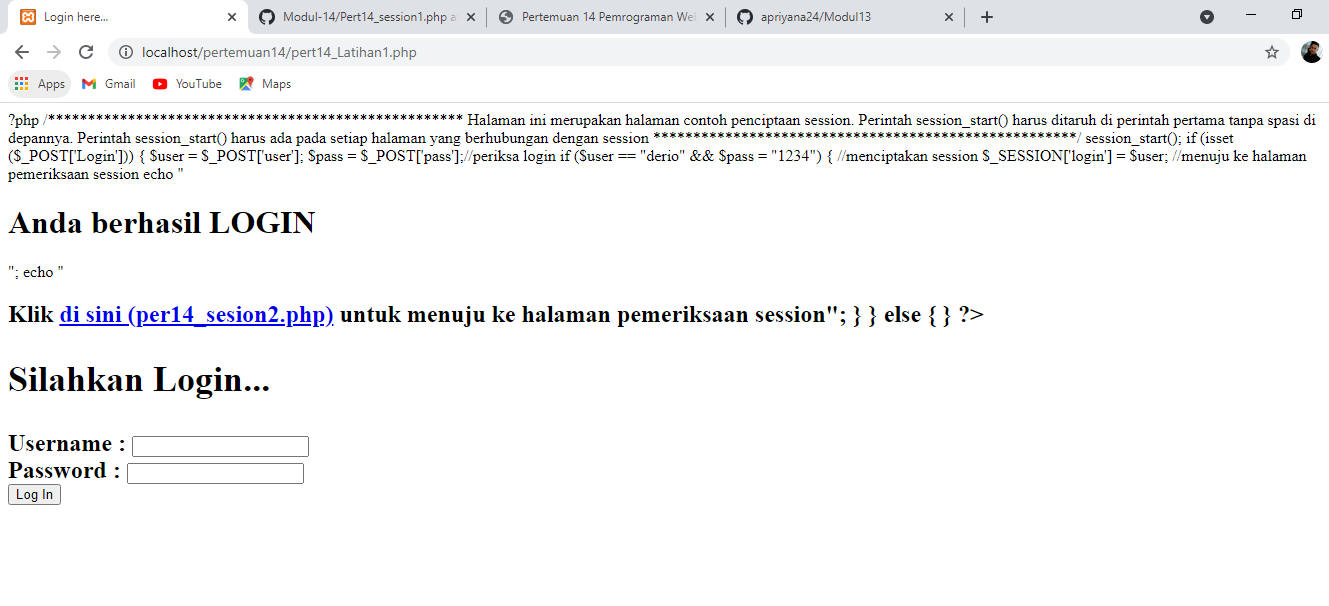 Login here...
Modul-14/Pert14_session1.php a
Pertemuan 14 Pemrograman Wel
apriyana24/Modul13
localhost/pertemuan14/pert14_Latihan1.php
Apps
Gmail
YouTube
Maps
?php /**************************************************** Halaman ini merupakan halaman contoh penciptaan session. Perintah session_start() harus ditaruh di perintah pertama tanpa spasi di
depannya. Perintah session_start() harus ada pada setiap halaman yang berhubungan dengan session *****************************************************/ session_start(); if (isset
($_POST['Login'])) { $user = $_POST['user']; $pass = $_POST['pass'];//periksa login if ($user == "derio" && $pass = "1234") { //menciptakan session $_SESSION['login'] = $user; //menuju ke halaman
pemeriksaan session echo "
Anda berhasil LOGIN
"; echo "
Klik di sini (per14_sesion2.php) untuk menuju ke halaman pemeriksaan session"; } } else { } ?>
Silahkan Login...
Username :
Password :
Log In